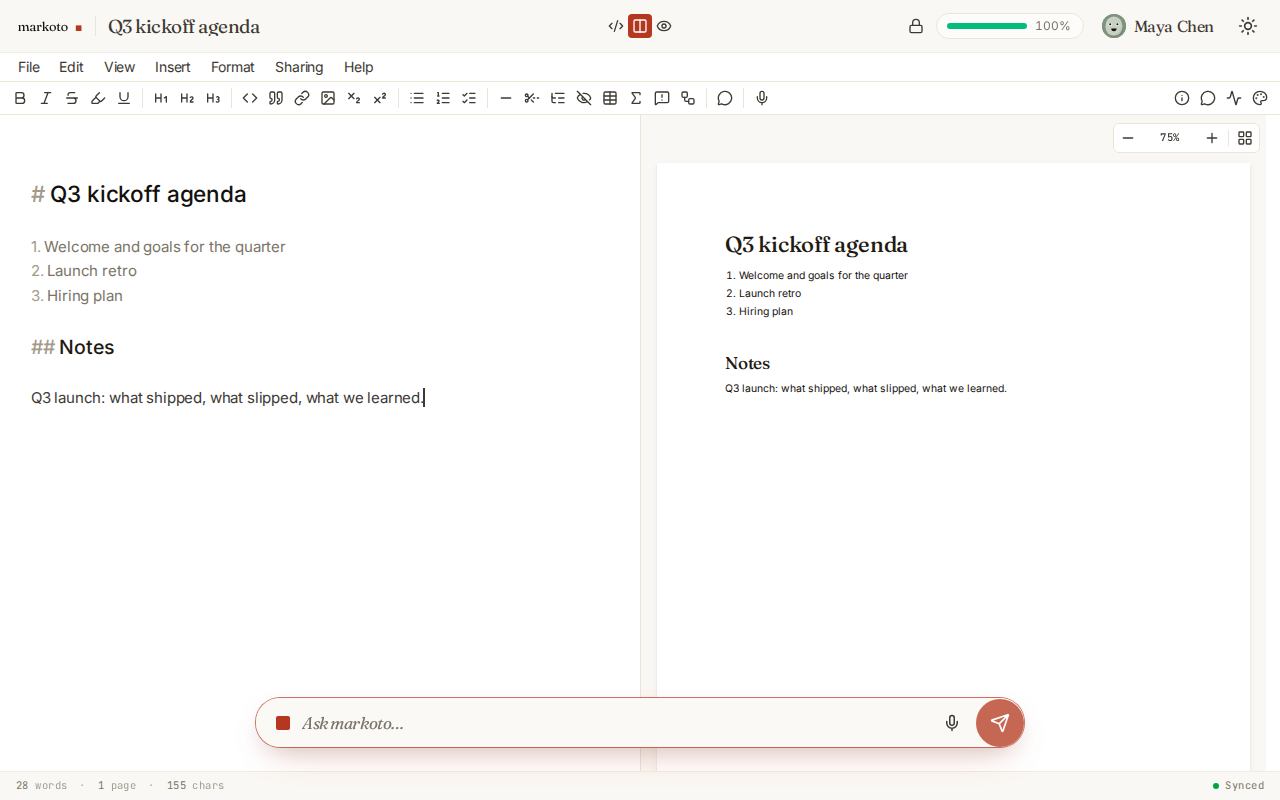 markoto
Q3 kickoff agenda
100%
Maya Chen
File Edit View Insert Format Sharing Help
H1 H2 H3
75%
# Q3 kickoff agenda
1. Welcome and goals for the quarter
2. Launch retro
3. Hiring plan
## Notes
Q3 launch: what shipped, what slipped, what we learned.
Q3 kickoff agenda
1. Welcome and goals for the quarter
2. Launch retro
3. Hiring plan
Notes
Q3 launch: what shipped, what slipped, what we learned.
Ask markoto...
28 words · 1 page · 155 chars
Synced